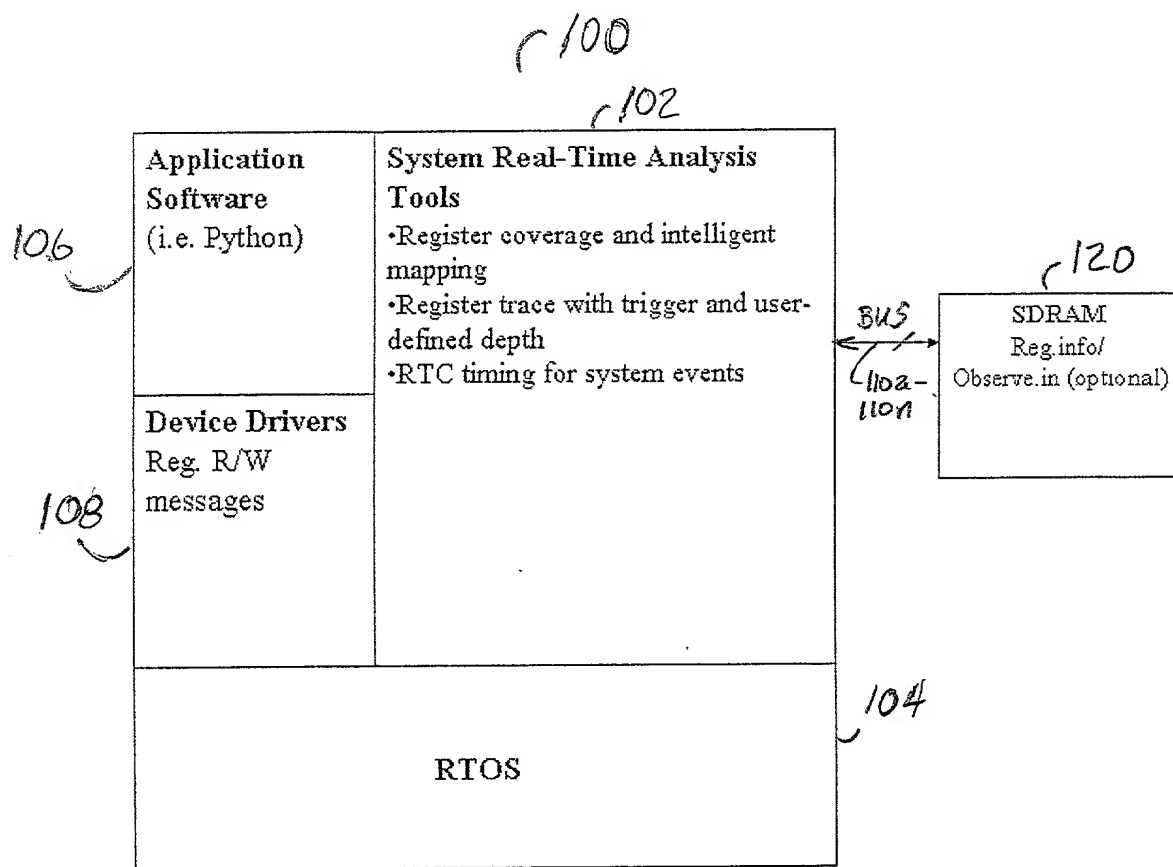 100
102
Application
Software
(i.e. Python)
System Real-Time Analysis
Tools
•Register coverage and intelligent
mapping
•Register trace with trigger and user-
defined depth
•RTC timing for system events
106
120
BUS
110a-
110n
SDRAM
Reg.info/
Observe.in (optional)
Device Drivers
Reg. R/W
messages
108
104
RTOS